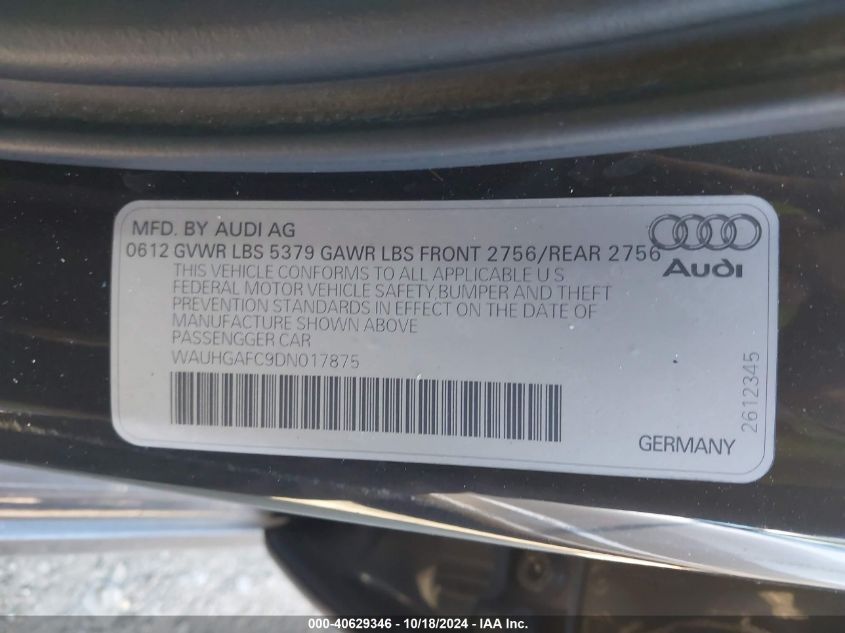 MFD. BY AUDI AG
0612 GVWR LBS 5379 GAWR LBS FRONT 2756/REAR 2756
THIS VEHICLE CONFORMS TO ALL APPLICABLE U S
FEDERAL MOTOR VEHICLE SAFETY,BUMPER AND THEFT
PREVENTION STANDARDS IN EFFECT ON THE DATE OF
MANUFACTURE SHOWN ABOVE
PASSENGGER CAR
WAUHGAFC9DN017875
Audi
2612345
GERMANY
000-40629346 / 10/18/2024 - IAA Inc.